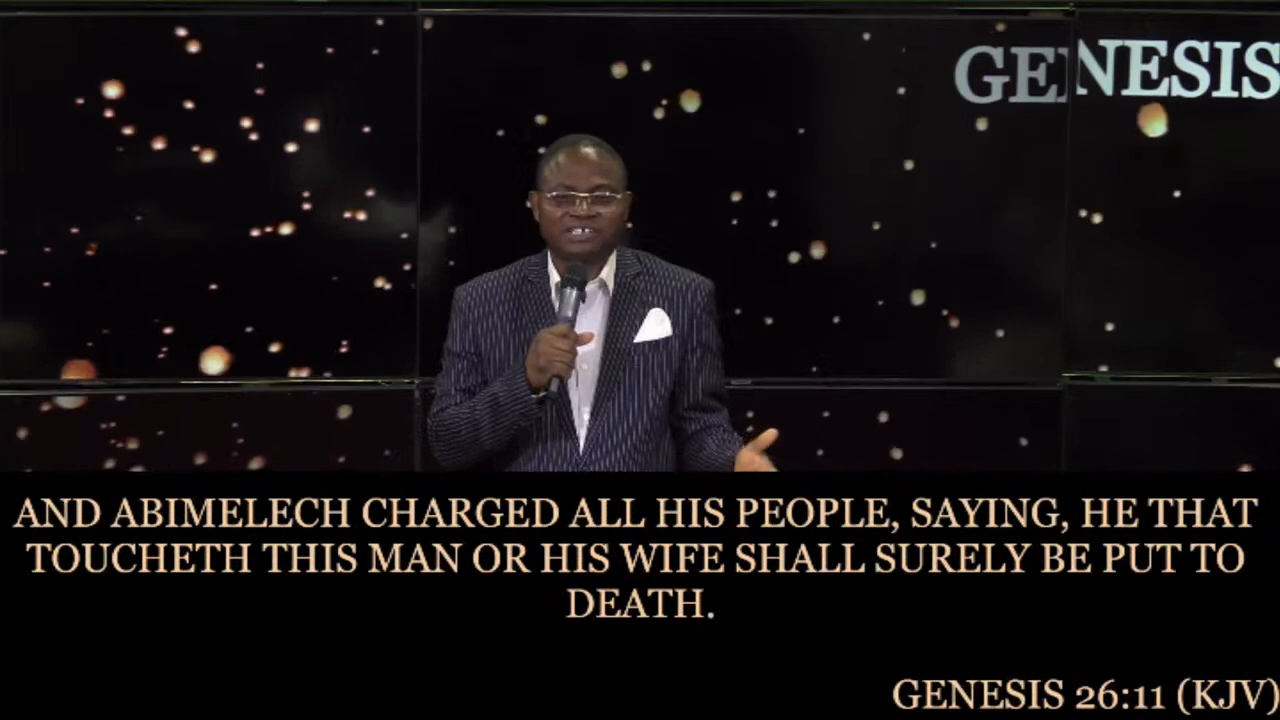 GENESIS
AND ABIMELECH CHARGED ALL HIS PEOPLE, SAYING, HE THAT
TOUCHETH THIS MAN OR HIS WIFE SHALL SURELY BE PUT TO
DEATH.
GENESIS 26:11 (KJV)